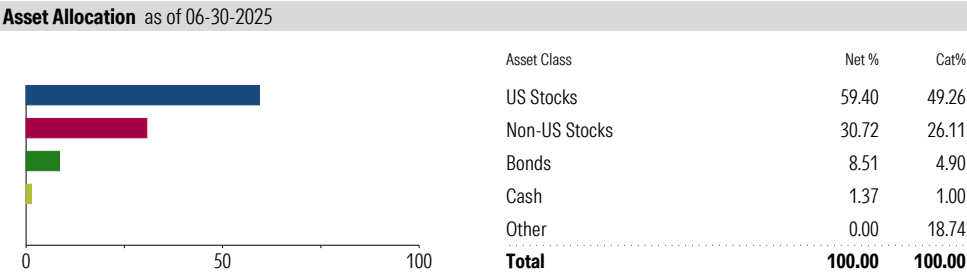 Asset Allocation as of 06-30-2025
Asset Class Net % Cat%
US Stocks 59.40 49.26
Non-US Stocks 30.72 26.11
Bonds 8.51 4.90
Cash 1.37 1.00
Other 0.00 18.74
0 50 100
Total 100.00 100.00